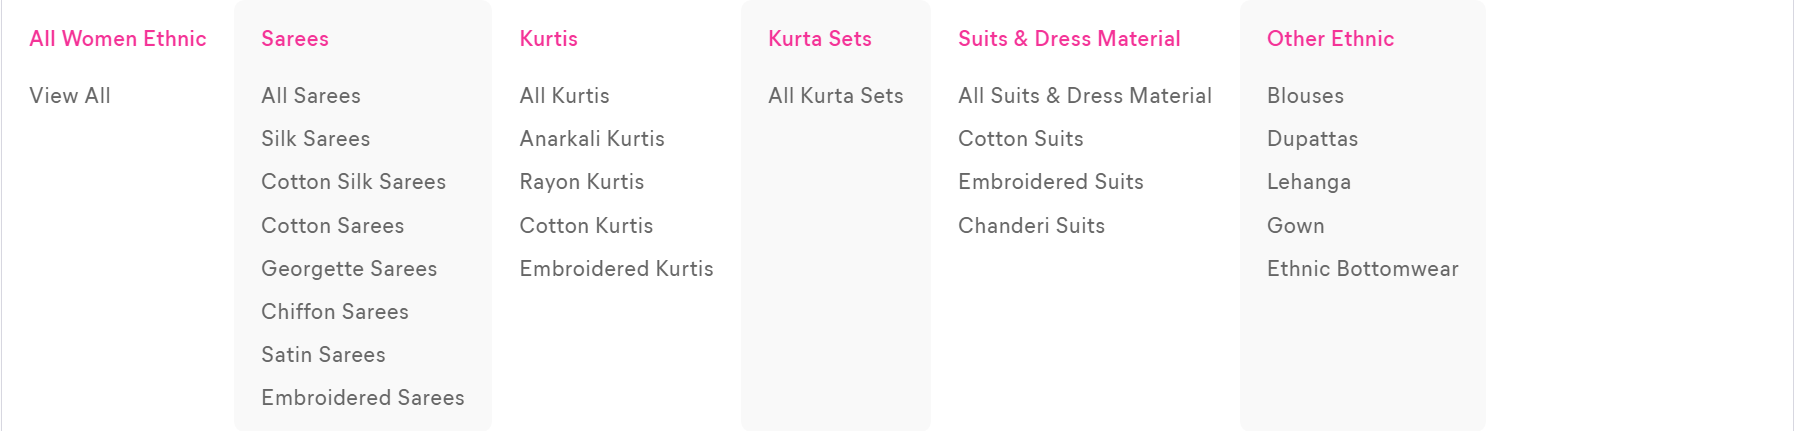 All Women Ethnic
View All
Sarees
All Sarees
Silk Sarees
Cotton Silk Sarees
Cotton Sarees
Georgette Sarees
Chiffon Sarees
Satin Sarees
Embroidered Sarees
Kurtis
All Kurtis
Anarkali Kurtis
Rayon Kurtis
Cotton Kurtis
Embroidered Kurtis
Kurta Sets
All Kurta Sets
Suits & Dress Material
All Suits & Dress Material
Cotton Suits
Embroidered Suits
Chanderi Suits
Other Ethnic
Blouses
Dupattas
Lehanga
Gown
Ethnic Bottomwear